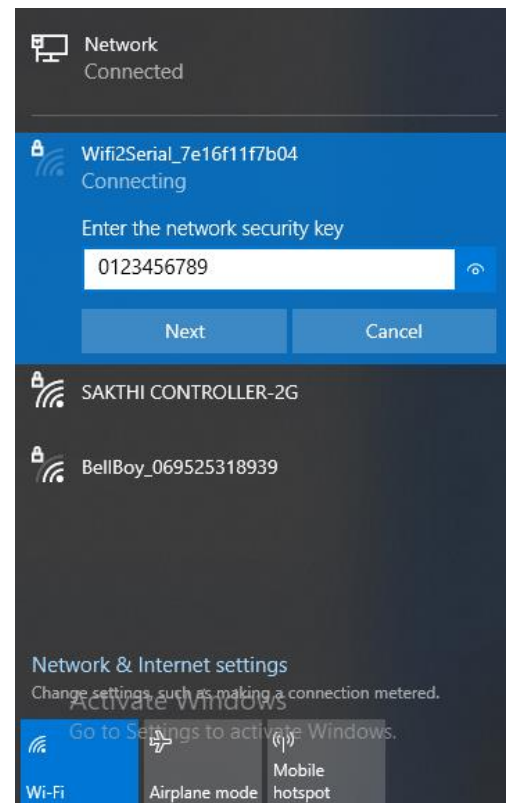 Network
Connected
Wifi2Serial_7e16f11f7b04
Connecting
Enter the network security key
0123456789
Next
Cancel
SAKTHI CONTROLLER-2G
BellBoy_069525318939
Network & Internet settings
Change settings, such as making a connection metered.
Activate Windows
Go to Settings to activate Windows.
Wi-Fi
Airplane mode
Mobile
hotspot